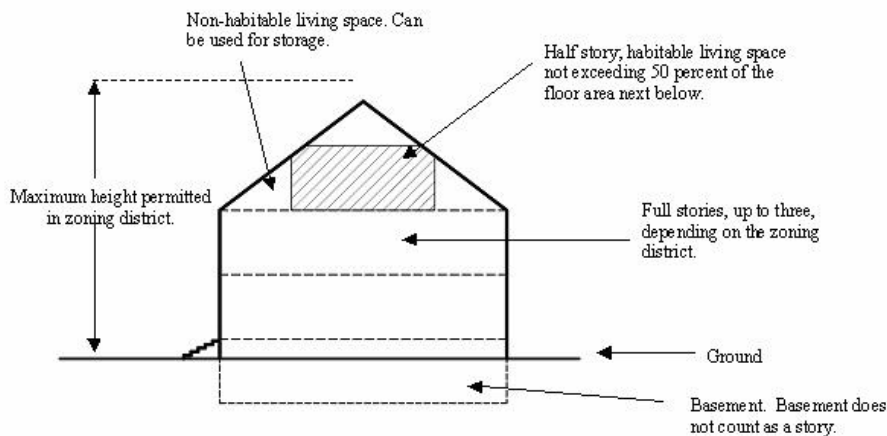 Non-habitable living space. Can
be used for storage.
Half story, habitable living space
not exceeding 50 percent of the
floor area next below.
Maximum height permitted
in zoning district.
Full stories, up to three,
depending on the zoning
district.
Ground
Basement. Basement does
not count as a story.